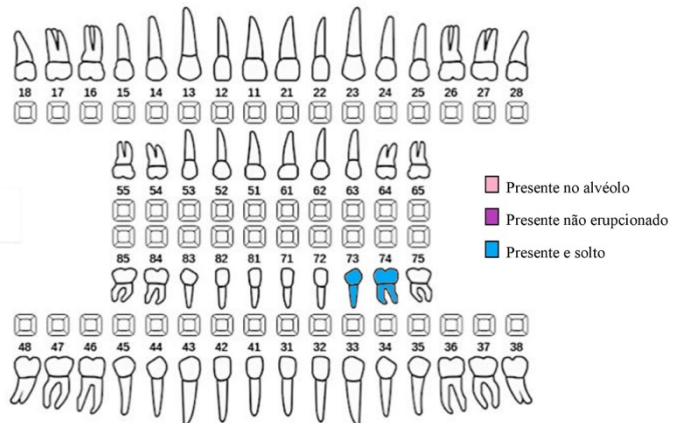 18 17 16 15 14 13 12 11 21 22 23 24 25 26 27 28
55 54 53 52 51 61 62 63 64 65
Presente no alvéolo
Presente não erupcionado
Presente e solto
85 84 83 82 81 71 72 73 74 75
48 47 46 45 44 43 42 41 31 32 33 34 35 36 37 38